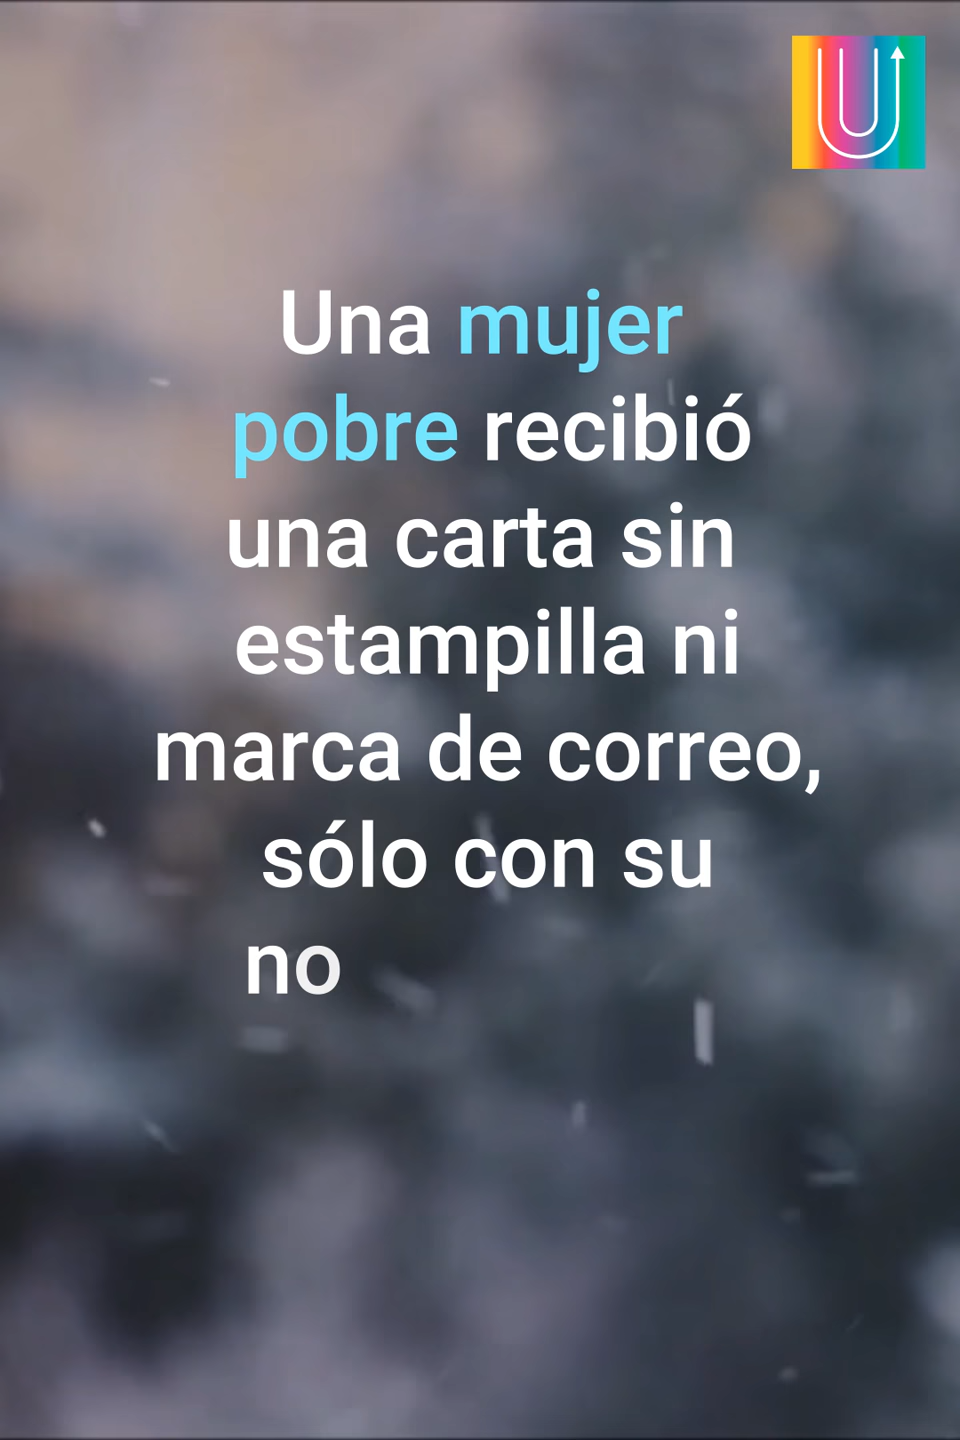 Una mujer
pobre recibió
una carta sin
estampilla ni
marca de correo,
sólo con su
no